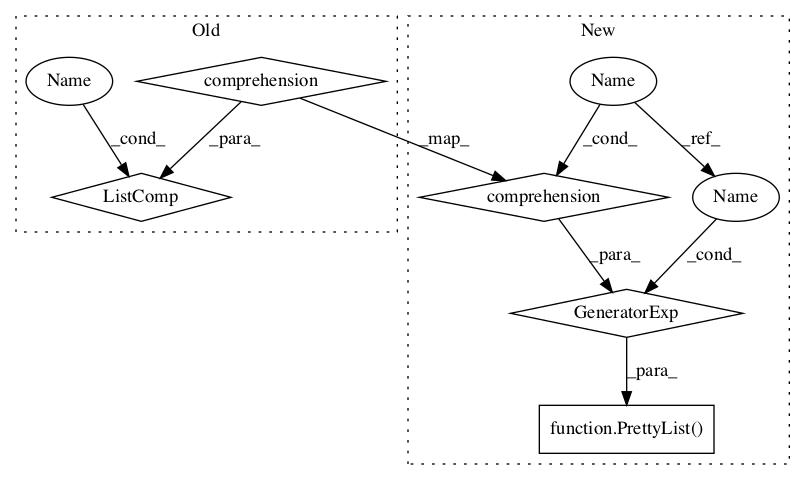 Old
New
Name
comprehension
Name
_cond_
_para_
_map_
_cond_
_ref_
ListComp
comprehension
Name
_para_
_cond_
GeneratorExp
_para_
function.PrettyList()